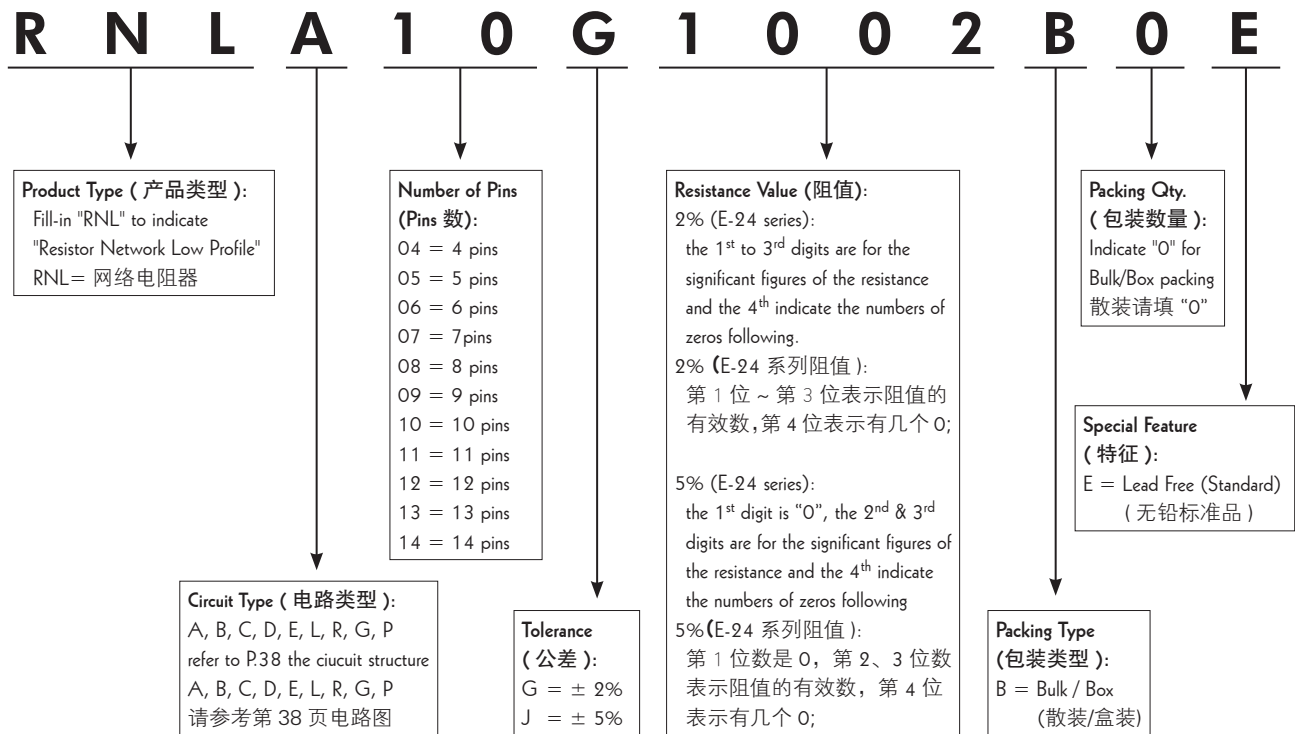 R N L A 1 0 G 1 0 0 2 B 0 E
Product Type ( 产品类型 ):
Fill-in "RNL" to indicate
"Resistor Network Low Profile"
RNL= 网络电阻器
Circuit Type ( 电路类型 ):
A, B, C, D, E, L, R, G, P
refer to P.38 the ciucuit structure
A, B, C, D, E, L, R, G, P
请参考第 38 页电路图
Number of Pins
(Pins 数):
04 = 4 pins
05 = 5 pins
06 = 6 pins
07 = 7pins
08 = 8 pins
09 = 9 pins
10 = 10 pins
11 = 11 pins
12 = 12 pins
13 = 13 pins
14 = 14 pins
Tolerance
( 公差 ):
G = ± 2%
J = ± 5%
Resistance Value (阻值):
2% (E-24 series):
the 1st to 3rd digits are for the
significant figures of the resistance
and the 4th indicate the numbers of
zeros following.
2% (E-24 系列阻值 ):
第 1 位 ~ 第 3 位表示阻值的
有效数，第 4 位表示有几个 0;
5% (E-24 series):
the 1st digit is “0”, the 2nd & 3rd
digits are for the significant figures of
the resistance and the 4th indicate
the numbers of zeros following
5%(E-24 系列阻值 ):
第 1 位数是 0，第 2、3 位数
表示阻值的有效数，第 4 位
表示有几个 0;
Packing Type
(包装类型 ):
B = Bulk / Box
(散装/盒装)
Packing Qty.
( 包装数量 ):
Indicate "0" for
Bulk/Box packing
散装请填 “0”
Special Feature
( 特征 ):
E = Lead Free (Standard)
( 无铅标准品 )